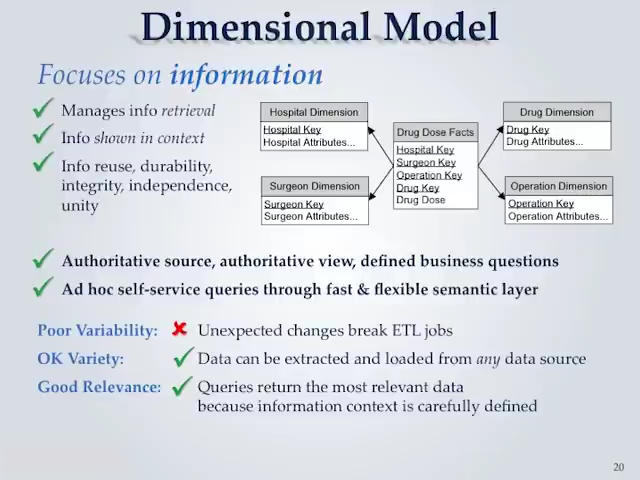 Dimensional Model
Focuses on information
Manages info retrieval
Info shown in context
Info reuse, durability,
integrity, independence,
unity
Hospital Dimension
Hospital Key
Hospital Attributes...
Surgeon Dimension
Surgeon Key
Surgeon Attributes...
Drug Dose Facts
Hospital Key
Surgeon Key
Operation Key
Drug Key
Drug Dose
Drug Dimension
Drug Key
Drug Attributes...
Operation Dimension
Operation Key
Operation Attributes...
Authoritative source, authoritative view, defined business questions
Ad hoc self-service queries through fast & flexible semantic layer
Poor Variability: Unexpected changes break ETL jobs
OK Variety: Data can be extracted and loaded from any data source
Good Relevance: Queries return the most relevant data
because information context is carefully defined
20